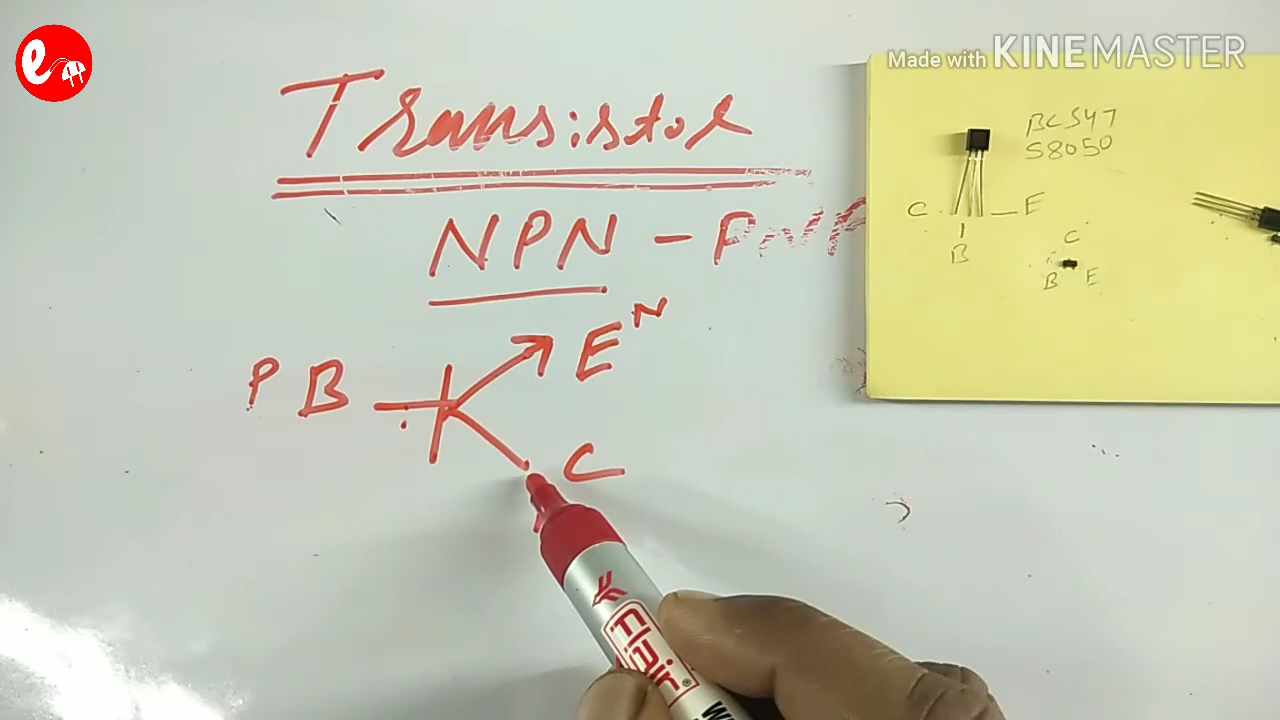 e
Made with KINEMASTER
Transistor
NPN - PNP
E N
P B
C
BC547
S8050
C E
B
C
B E
Flair
W